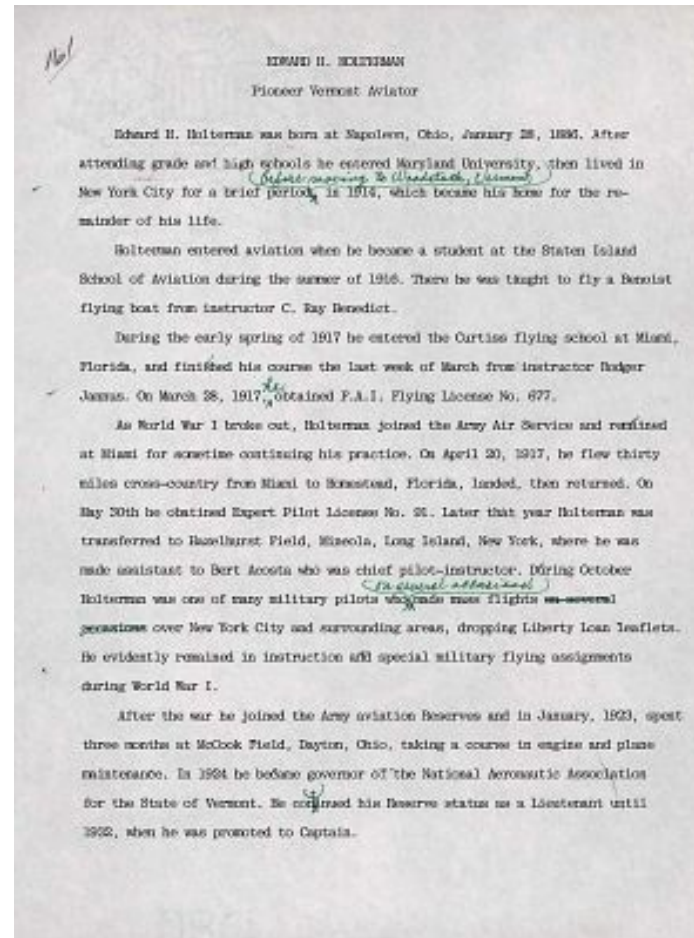 161
EDWARD H. HOLTERMAN
Pioneer Vermont Aviator
Edward H. Holterman was born at Napoleon, Ohio, January 28, 1886. After
attending grade and high schools he entered Maryland University, then lived in
before moving to Woodstock, Vermont
New York City for a brief period, in 1914, which became his home for the re-
mainder of his life.
Holterman entered aviation when he became a student at the Staten Island
School of Aviation during the summer of 1916. There he was taught to fly a Benoist
flying boat from instructor C. Ray Benedict.
During the early spring of 1917 he entered the Curtiss flying school at Miami,
Florida, and finished his course the last week of March from instructor Rodger
he
Jannus. On March 28, 1917, obtained F.A.I. Flying License No. 677.
As World War I broke out, Holterman joined the Army Air Service and remained
at Miami for sometime continuing his practice. On April 20, 1917, he flew thirty
miles cross-country from Miami to Homestead, Florida, landed, then returned. On
May 30th he obatined Expert Pilot License No. 91. Later that year Holterman was
transferred to Hazelhurst Field, Mineola, Long Island, New York, where he was
made assistant to Bert Acosta who was chief pilot-instructor. During October
on several occasions
Holterman was one of many military pilots who made mass flights on several
occasions over New York City and surrounding areas, dropping Liberty Loan leaflets.
He evidently remained in instruction and special military flying assignments
during World War I.
After the war he joined the Army aviation Reserves and in January, 1923, spent
three months at McCook Field, Dayton, Ohio, taking a course in engine and plane
maintenance. In 1924 he became governor of the National Aeronautic Association
for the State of Vermont. He continued his Reserve status as a Lieutenant until
1932, when he was promoted to Captain.